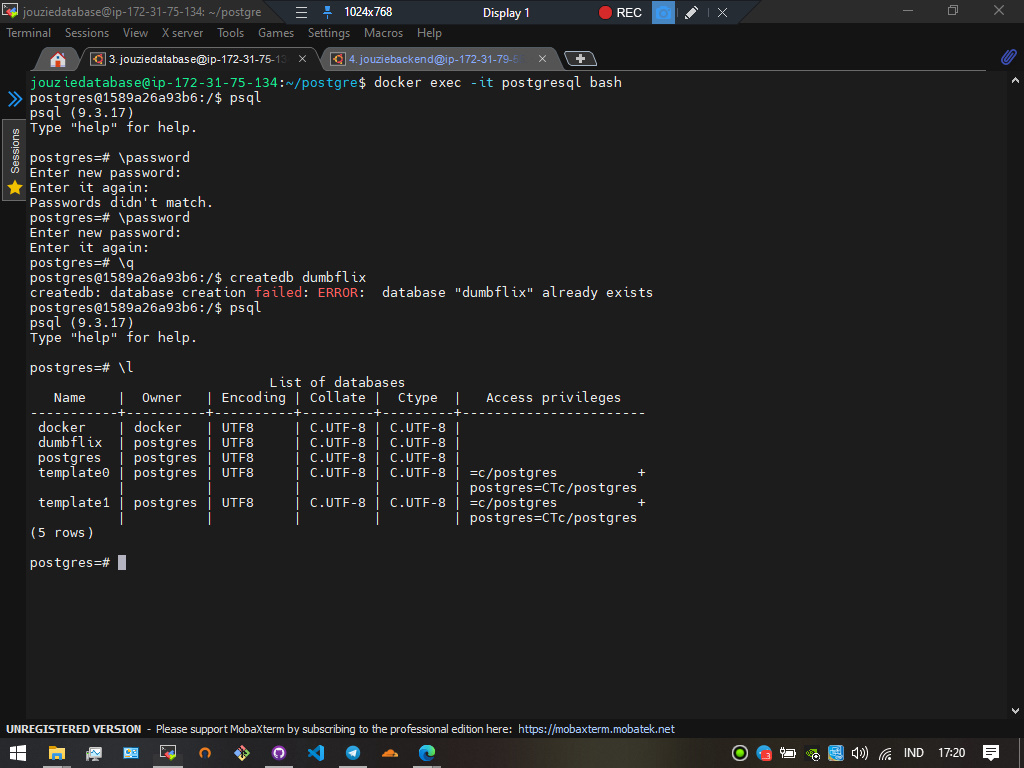 jouziedatabase@ip-172-31-75-134: ~/postgre
1024x768
Display 1
REC
Terminal Sessions View X server Tools Games Settings Macros Help
3. jouziedatabase@ip-172-31-75-13
4. jouziebackend@ip-172-31-79-8
Sessions
jouziedatabase@ip-172-31-75-134:~/postgre$ docker exec -it postgresql bash
postgres@1589a26a93b6:/$ psql
psql (9.3.17)
Type "help" for help.
postgres=# \password
Enter new password:
Enter it again:
Passwords didn't match.
postgres=# \password
Enter new password:
Enter it again:
postgres=# \q
postgres@1589a26a93b6:/$ createdb dumbflix
createdb: database creation failed: ERROR:  database "dumbflix" already exists
postgres@1589a26a93b6:/$ psql
psql (9.3.17)
Type "help" for help.
postgres=# \l
                              List of databases
   Name    |  Owner   | Encoding | Collate |  Ctype  |   Access privileges
-----------+----------+----------+---------+---------+-----------------------
 docker    | docker   | UTF8     | C.UTF-8 | C.UTF-8 |
 dumbflix  | postgres | UTF8     | C.UTF-8 | C.UTF-8 |
 postgres  | postgres | UTF8     | C.UTF-8 | C.UTF-8 |
 template0 | postgres | UTF8     | C.UTF-8 | C.UTF-8 | =c/postgres          +
           |          |          |         |         | postgres=CTc/postgres
 template1 | postgres | UTF8     | C.UTF-8 | C.UTF-8 | =c/postgres          +
           |          |          |         |         | postgres=CTc/postgres
(5 rows)
postgres=#
UNREGISTERED VERSION - Please support MobaXterm by subscribing to the professional edition here: https://mobaxterm.mobatek.net
IND 17:20